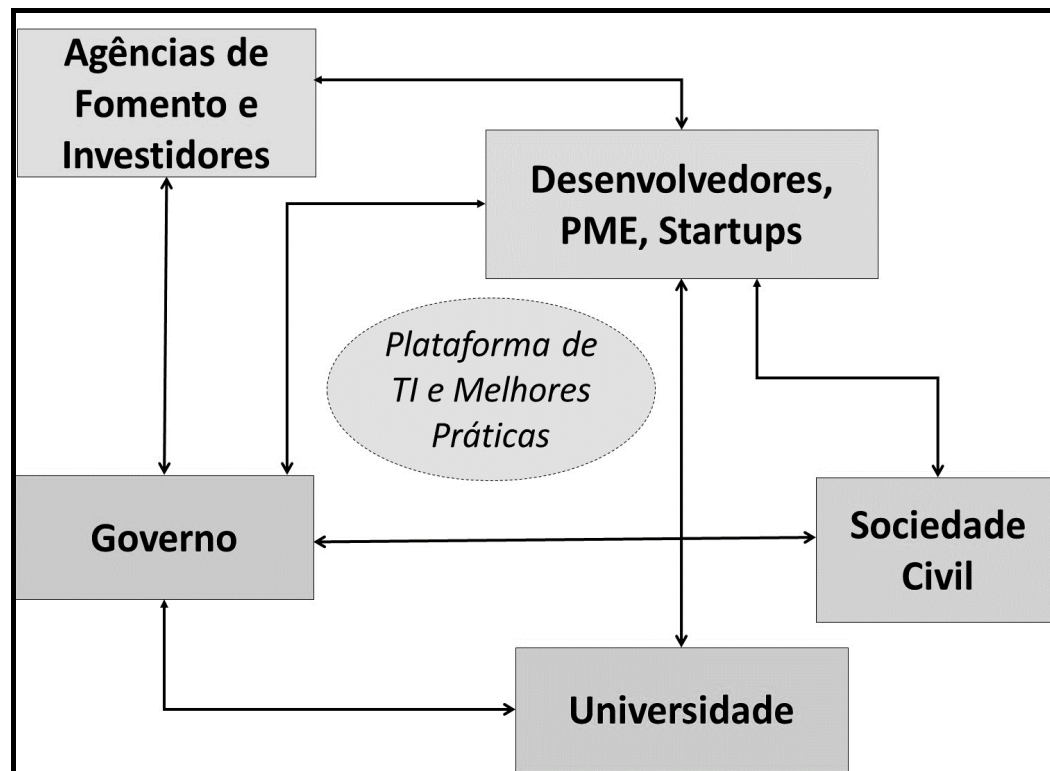 Agências de
Fomento e
Investidores
Desenvolvedores,
PME, Startups
Plataforma de
TI e Melhores
Práticas
Governo
Sociedade
Civil
Universidade